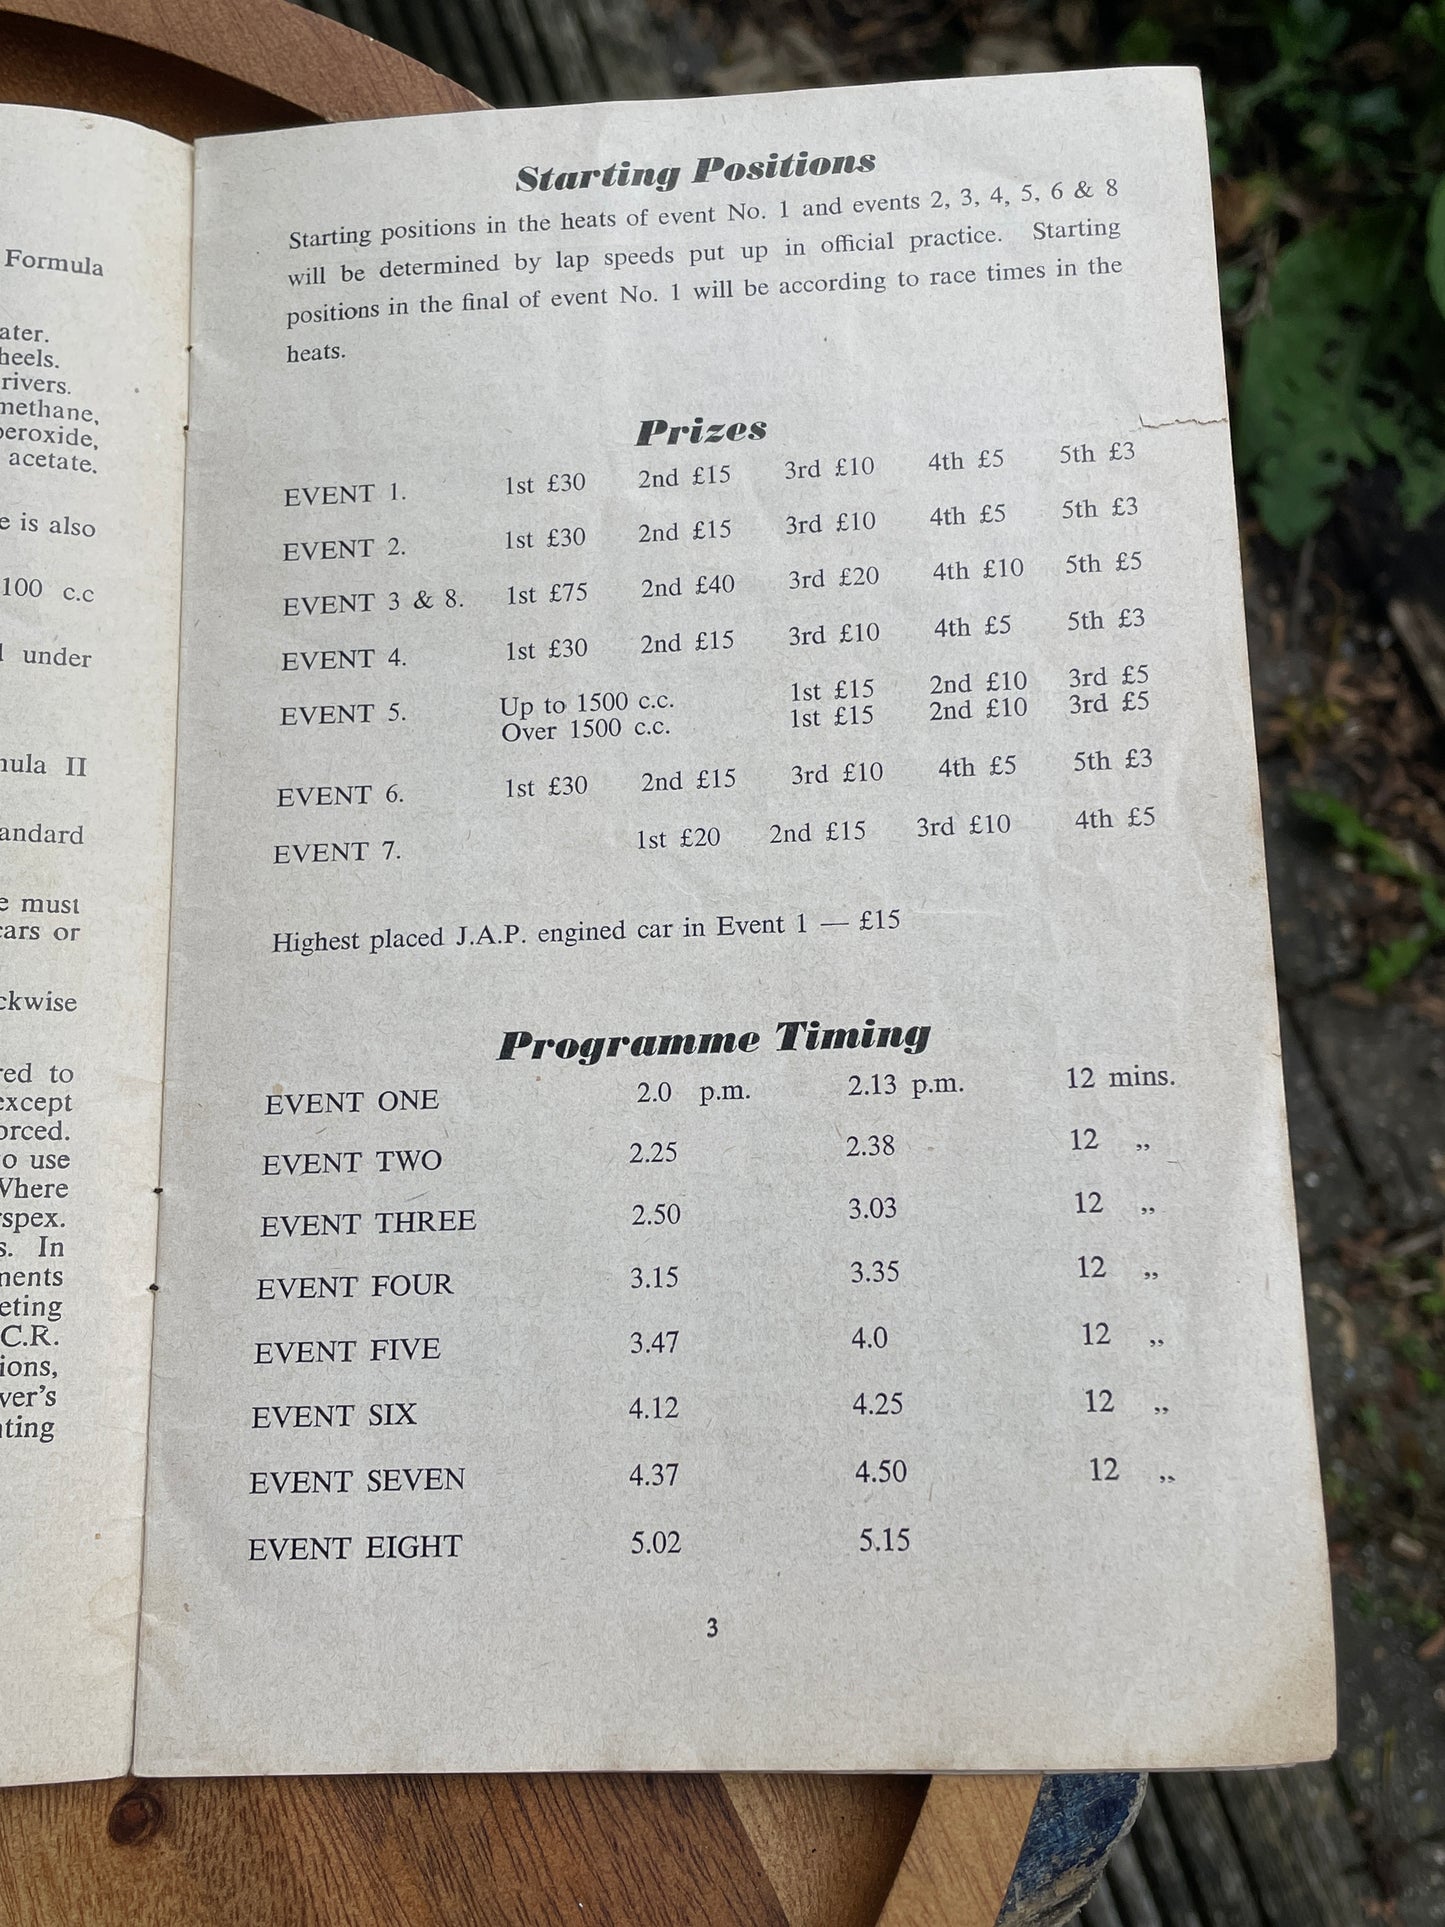 Formula
ater.
heels.
rivers.
methane,
peroxide,
acetate.
e is also
100 c.c
under
nula II
andard
e must
cars or
ckwise
red to
except
orced.
o use
Where
rspex.
s. In
nents
eting
C.R.
ions,
ver's
ating
Starting Positions
Starting positions in the heats of event No. 1 and events 2, 3, 4, 5, 6 & 8
will be determined by lap speeds put up in official practice. Starting
positions in the final of event No. 1 will be according to race times in the
heats.
Prizes
EVENT 1. 1st £30 2nd £15 3rd £10 4th £5 5th £3
EVENT 2. 1st £30 2nd £15 3rd £10 4th £5 5th £3
EVENT 3 & 8. 1st £75 2nd £40 3rd £20 4th £10 5th £5
EVENT 4. 1st £30 2nd £15 3rd £10 4th £5 5th £3
EVENT 5. Up to 1500 c.c. 1st £15 2nd £10 3rd £5
Over 1500 c.c. 1st £15 2nd £10 3rd £5
EVENT 6. 1st £30 2nd £15 3rd £10 4th £5 5th £3
EVENT 7. 1st £20 2nd £15 3rd £10 4th £5
Highest placed J.A.P. engined car in Event 1 — £15
Programme Timing
EVENT ONE 2.0 p.m. 2.13 p.m. 12 mins.
EVENT TWO 2.25 2.38 12 „
EVENT THREE 2.50 3.03 12 „
EVENT FOUR 3.15 3.35 12 „
EVENT FIVE 3.47 4.0 12 „
EVENT SIX 4.12 4.25 12 „
EVENT SEVEN 4.37 4.50 12 „
EVENT EIGHT 5.02 5.15
3